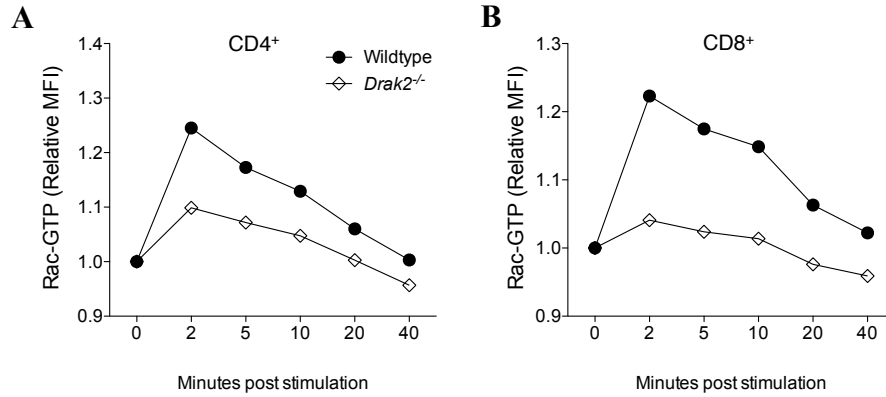 A
CD4+
Wildtype
Drak2-/-
1.4
1.3
1.2
1.1
1.0
0.9
Rac-GTP (Relative MFI)
0 2 5 10 20 40
Minutes post stimulation
B
CD8+
1.3
1.2
1.1
1.0
0.9
Rac-GTP (Relative MFI)
0 2 5 10 20 40
Minutes post stimulation